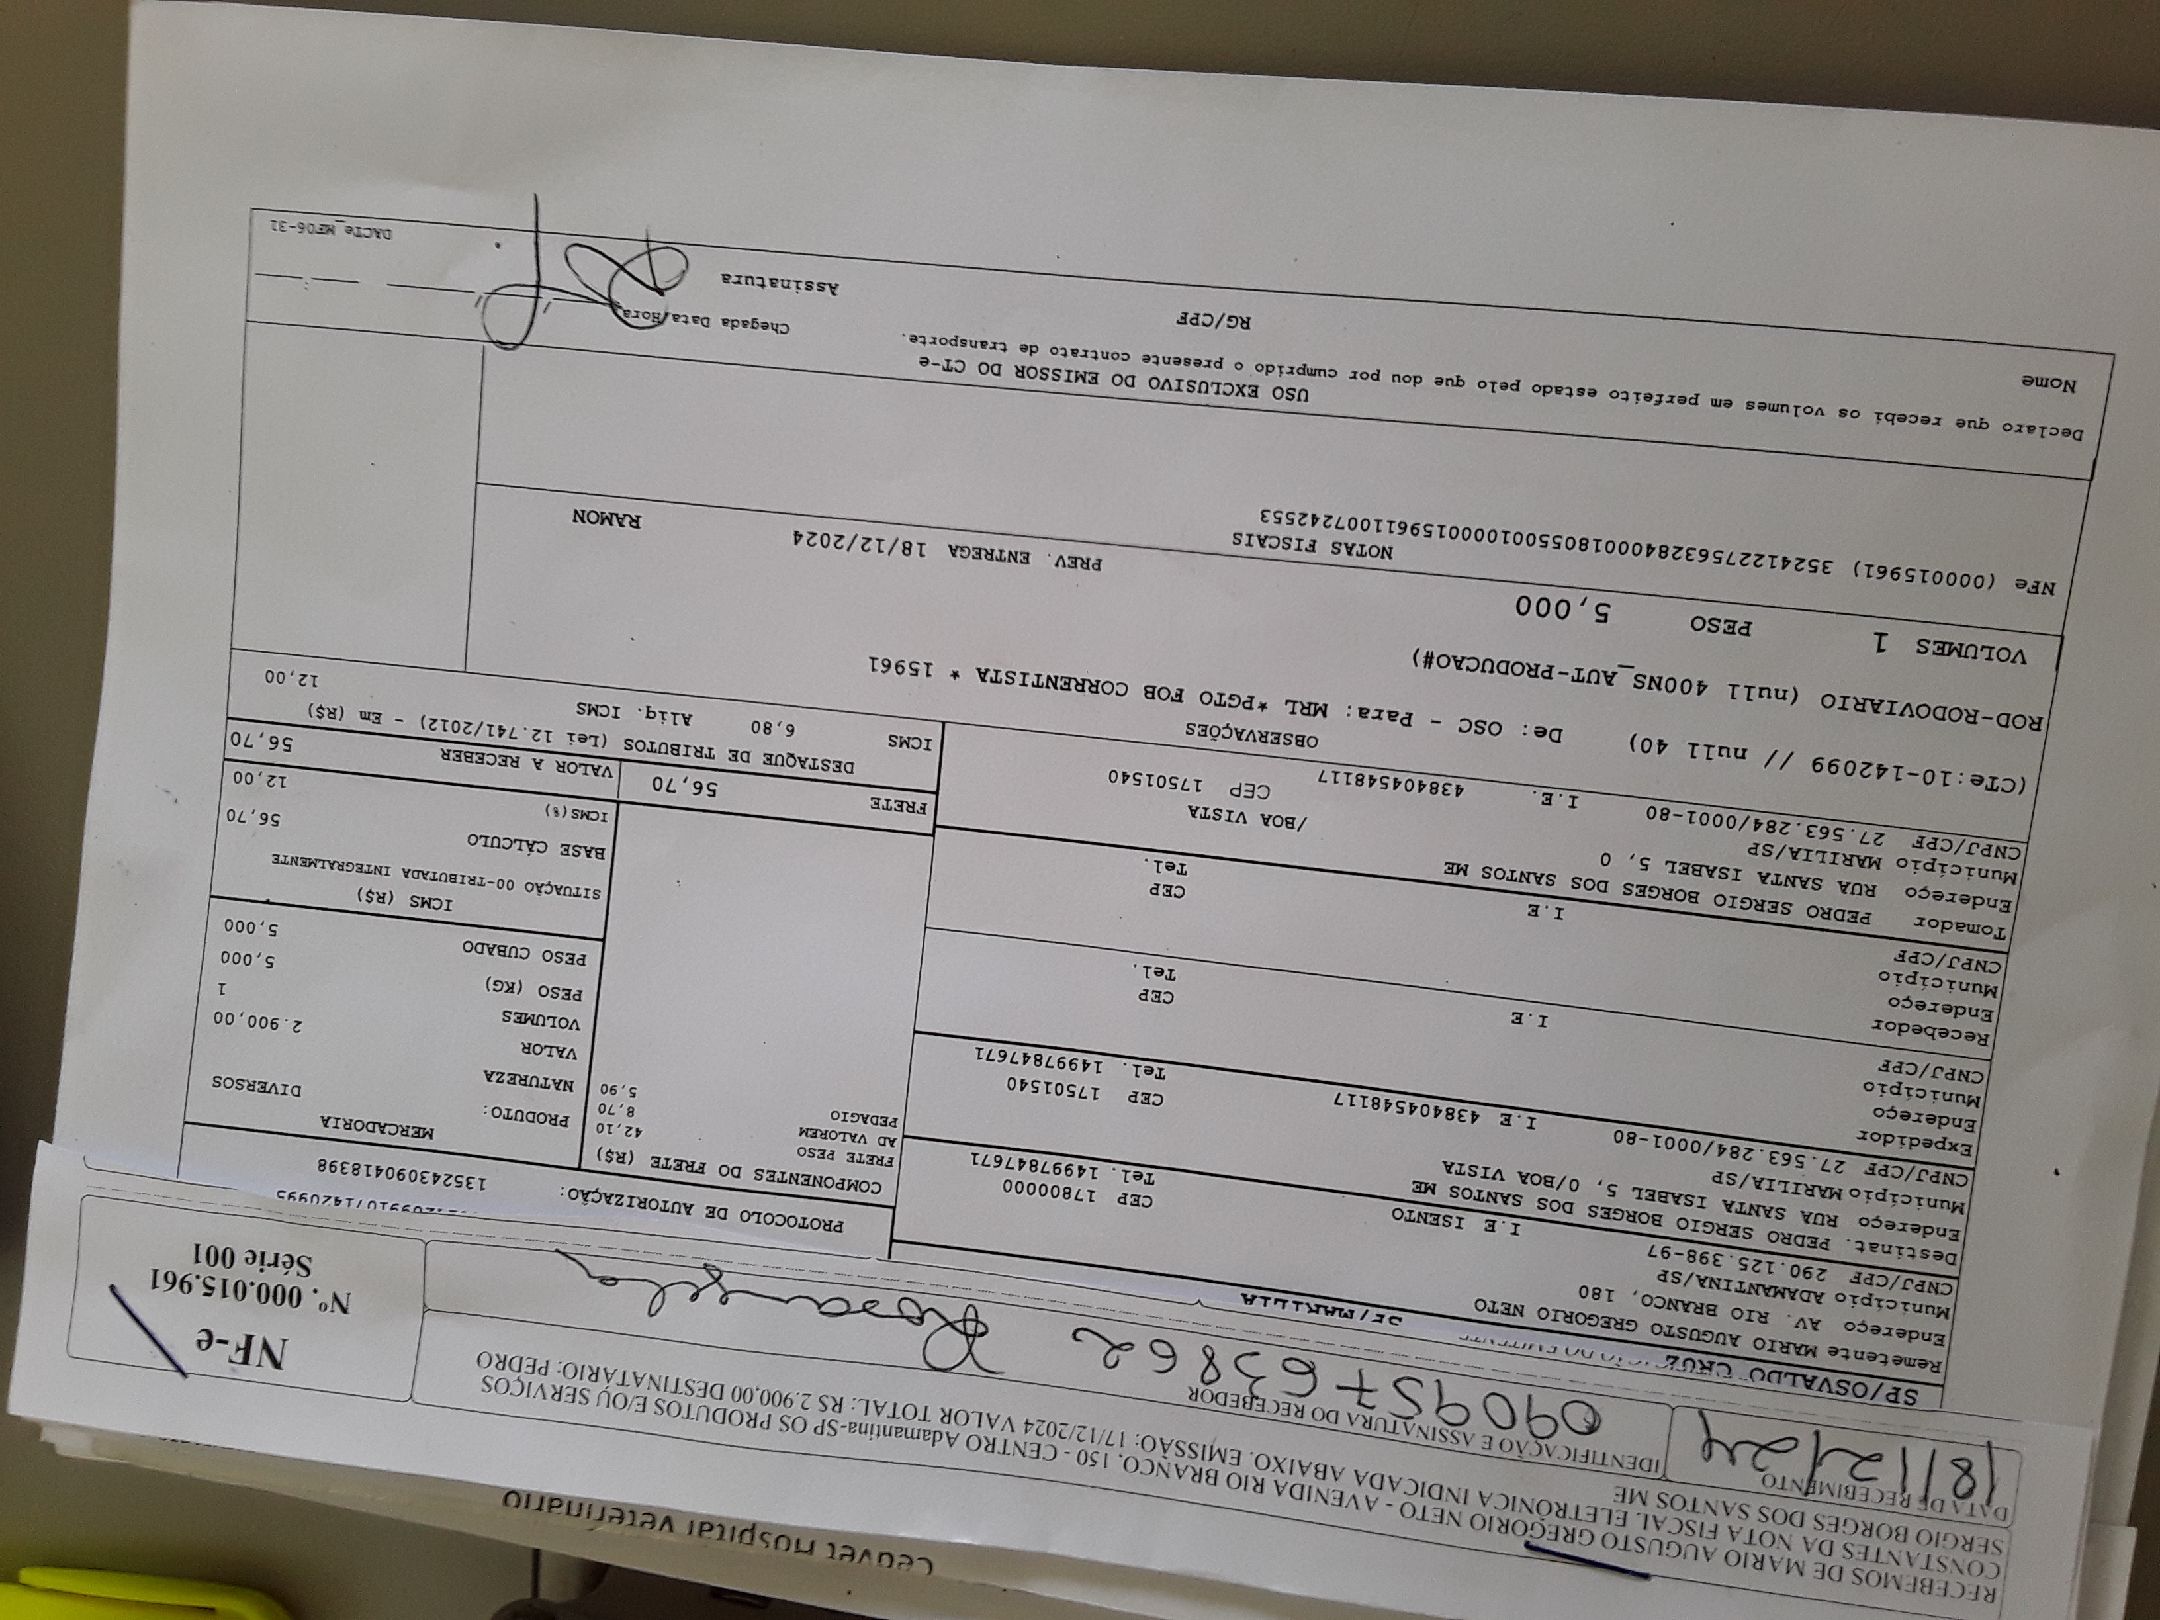 Ceuvet Hospital Veterinário
RECEBEMOS DE MARIO AUGUSTO GREGORIO NETO - AVENIDA RIO BRANCO, 150 - CENTRO Adamantina-SP OS PRODUTOS E/OU SERVIÇOS
CONSTANTES DA NOTA FISCAL ELETRÔNICA INDICADA ABAIXO. EMISSÃO: 17/12/2024 VALOR TOTAL: R$ 2.900,00 DESTINATÁRIO: PEDRO
SERGIO BORGES DOS SANTOS ME
DATA DE RECEBIMENTO
18/12/24
IDENTIFICAÇÃO E ASSINATURA DO RECEBEDOR
090957638 62 Rosangela
NF-e
Nº. 000.015.961
Série 001
SP/OSVALDO CRUZ
SP/MARILIA
PROTOCOLO DE AUTORIZAÇÃO: 135243090418398
Remetente MARIO AUGUSTO GREGORIO NETO
Endereço AV. RIO BRANCO, 180
Município ADAMANTINA/SP CEP 17800000
CNPJ/CPF 290.125.398-97 I.E ISENTO Tel. 14997847671
Destinat. PEDRO SERGIO BORGES DOS SANTOS ME
Endereço RUA SANTA ISABEL 5, 0/BOA VISTA
Município MARILIA/SP CEP 17501540
CNPJ/CPF 27.563.284/0001-80 I.E 438404548117 Tel. 14997847671
Expedidor
Endereço
Município CEP
CNPJ/CPF I.E Tel.
Recebedor
Endereço
Município CEP
CNPJ/CPF I.E Tel.
Tomador PEDRO SERGIO BORGES DOS SANTOS ME
Endereço RUA SANTA ISABEL 5, 0 /BOA VISTA
Município MARILIA/SP CEP 17501540
CNPJ/CPF 27.563.284/0001-80 I.E. 438404548117
COMPONENTES DO FRETE (R$)
FRETE PESO 42,10
AD VALOREM 8,70
PEDAGIO 5,90
FRETE 56,70
MERCADORIA
PRODUTO: DIVERSOS
NATUREZA
VALOR 2.900,00
VOLUMES 1
PESO (KG) 5,000
PESO CUBADO 5,000
ICMS (R$)
SITUAÇÃO 00-TRIBUTADA INTEGRALMENTE
BASE CÁLCULO 56,70
ICMS(%) 12,00
VALOR A RECEBER 56,70
DESTAQUE DE TRIBUTOS (Lei 12.741/2012) - Em (R$)
ICMS 6,80 Aliq. ICMS 12,00
OBSERVAÇÕES
(CTe:10-142099 // null 40) De: OSC - Para: MRL *PGTO FOB CORRENTISTA * 15961
ROD-RODOVIARIO (null 400NS_AUT-PRODUCAO#)
VOLUMES 1 PESO 5,000 PREV. ENTREGA 18/12/2024 RAMON
NOTAS FISCAIS
NFe (000015961) 35241227563284000180550010000159611007242553
USO EXCLUSIVO DO EMISSOR DO CT-e
Declaro que recebi os volumes em perfeito estado pelo que dou por cumprido o presente contrato de transporte.
Nome RG/CPF Assinatura Chegada Data/Hora
DACTe_MF06-31